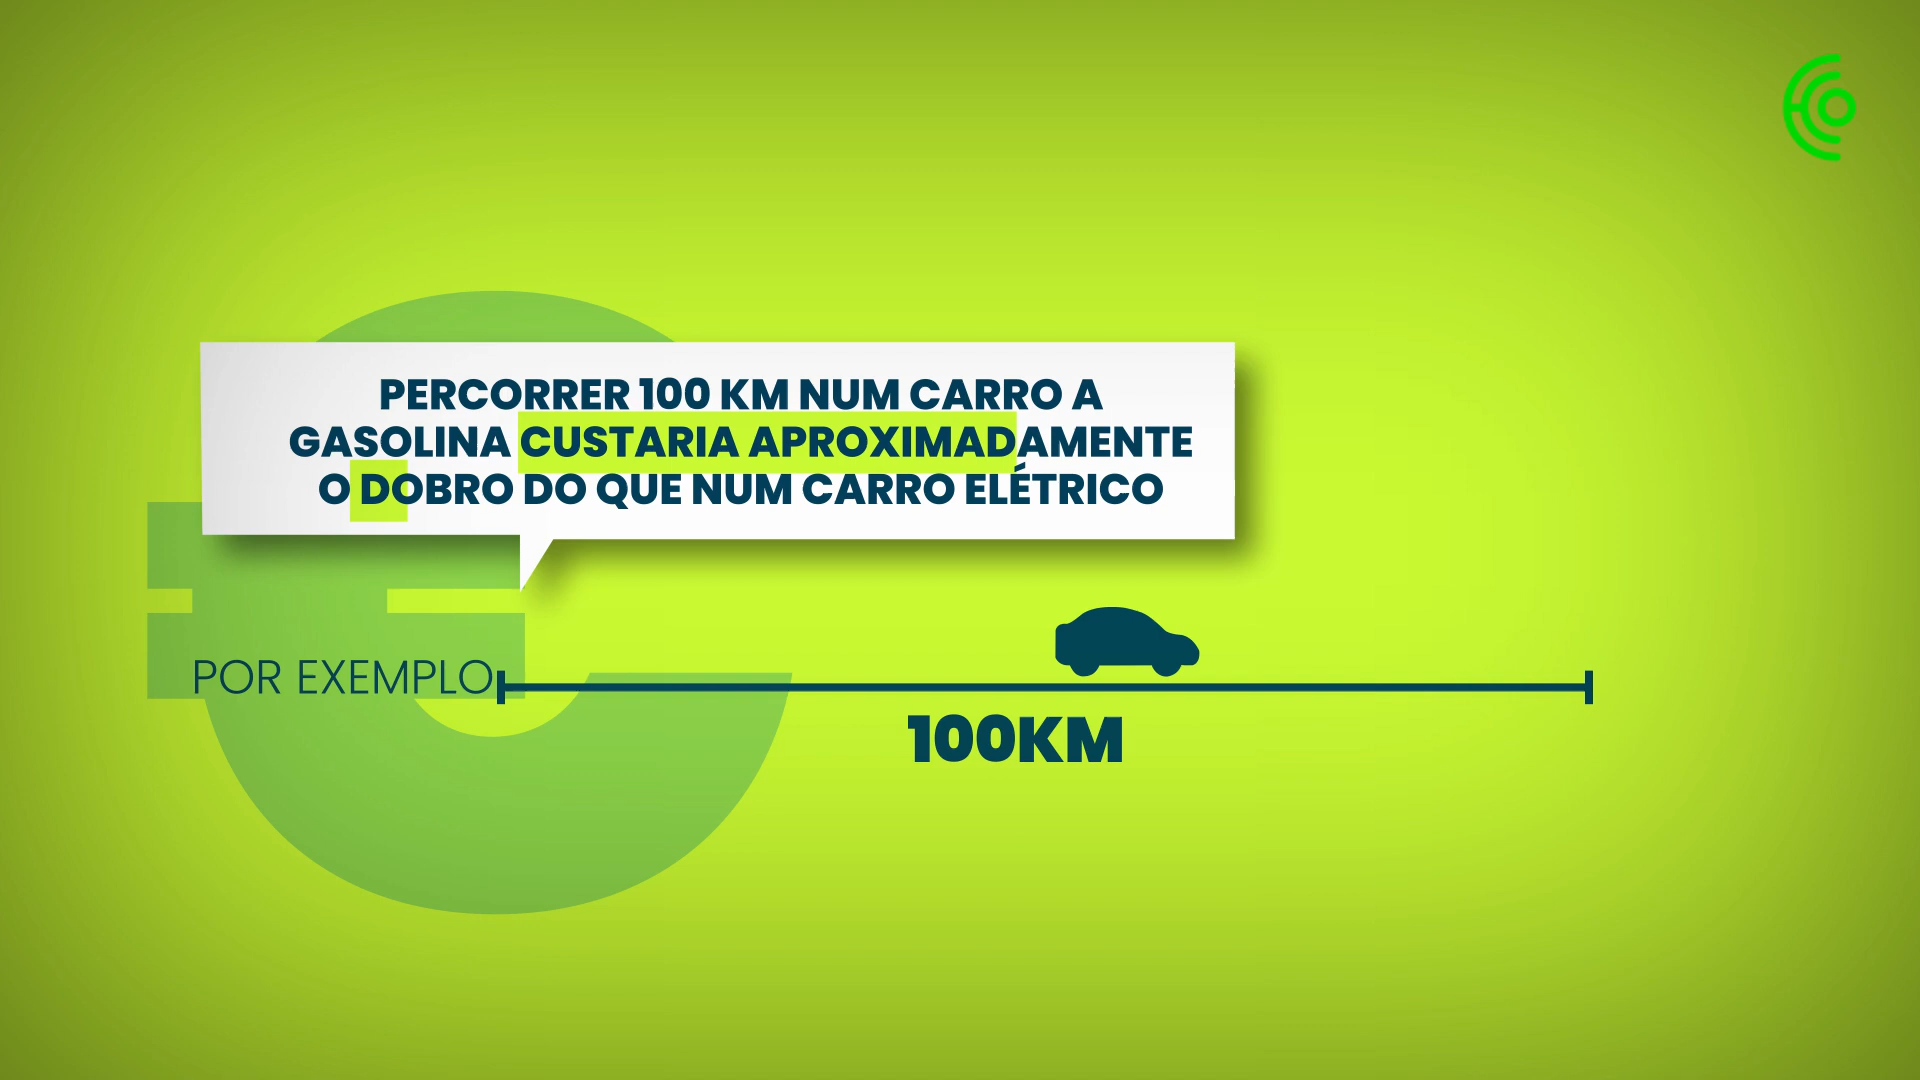 PERCORRER 100 KM NUM CARRO A
GASOLINA CUSTARIA APROXIMADAMENTE
O DOBRO DO QUE NUM CARRO ELÉTRICO
POR EXEMPLO
100KM